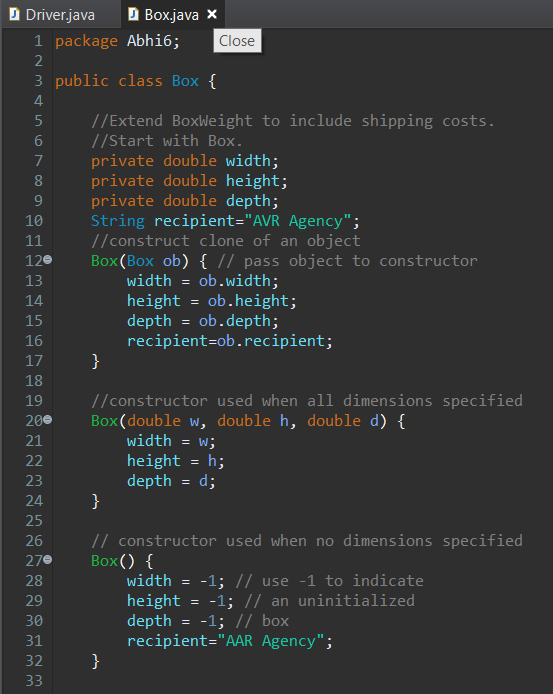 Driver.java Box.java
Close
1 package Abhi6;
2
3 public class Box {
4
5 //Extend BoxWeight to include shipping costs.
6 //Start with Box.
7 private double width;
8 private double height;
9 private double depth;
10 String recipient="AVR Agency";
11 //construct clone of an object
12 Box(Box ob) { // pass object to constructor
13 width = ob.width;
14 height = ob.height;
15 depth = ob.depth;
16 recipient=ob.recipient;
17 }
18
19 //constructor used when all dimensions specified
20 Box(double w, double h, double d) {
21 width = w;
22 height = h;
23 depth = d;
24 }
25
26 // constructor used when no dimensions specified
27 Box() {
28 width = -1; // use -1 to indicate
29 height = -1; // an uninitialized
30 depth = -1; // box
31 recipient="AAR Agency";
32 }
33